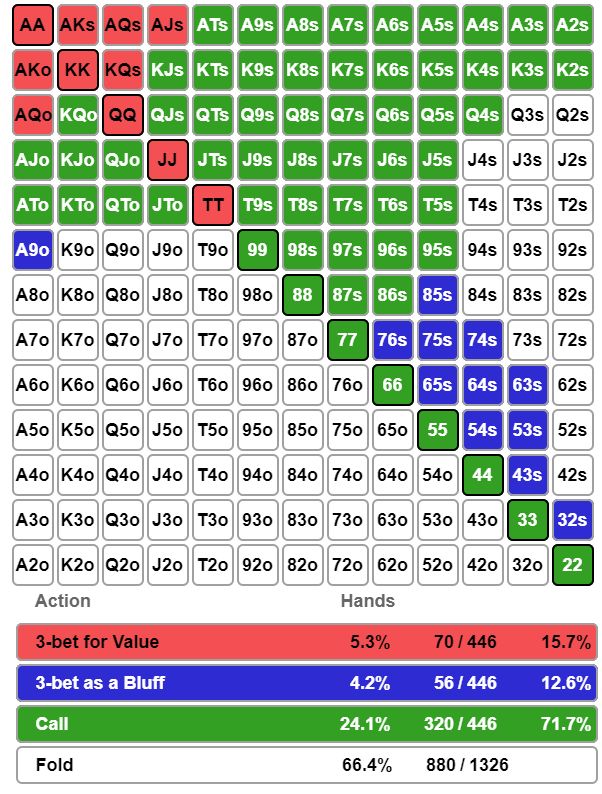 AA AKs AQs AJs ATs A9s A8s A7s A6s A5s A4s A3s A2s
AKo KK KQs KJs KTs K9s K8s K7s K6s K5s K4s K3s K2s
AQo KQo QQ QJs QTs Q9s Q8s Q7s Q6s Q5s Q4s Q3s Q2s
AJo KJo QJo JJ JTs J9s J8s J7s J6s J5s J4s J3s J2s
ATo KTo QTo JTo TT T9s T8s T7s T6s T5s T4s T3s T2s
A9o K9o Q9o J9o T9o 99 98s 97s 96s 95s 94s 93s 92s
A8o K8o Q8o J8o T8o 98o 88 87s 86s 85s 84s 83s 82s
A7o K7o Q7o J7o T7o 97o 87o 77 76s 75s 74s 73s 72s
A6o K6o Q6o J6o T6o 96o 86o 76o 66 65s 64s 63s 62s
A5o K5o Q5o J5o T5o 95o 85o 75o 65o 55 54s 53s 52s
A4o K4o Q4o J4o T4o 94o 84o 74o 64o 54o 44 43s 42s
A3o K3o Q3o J3o T3o 93o 83o 73o 63o 53o 43o 33 32s
A2o K2o Q2o J2o T2o 92o 82o 72o 62o 52o 42o 32o 22
Action Hands
3-bet for Value 5.3% 70 / 446 15.7%
3-bet as a Bluff 4.2% 56 / 446 12.6%
Call 24.1% 320 / 446 71.7%
Fold 66.4% 880 / 1326